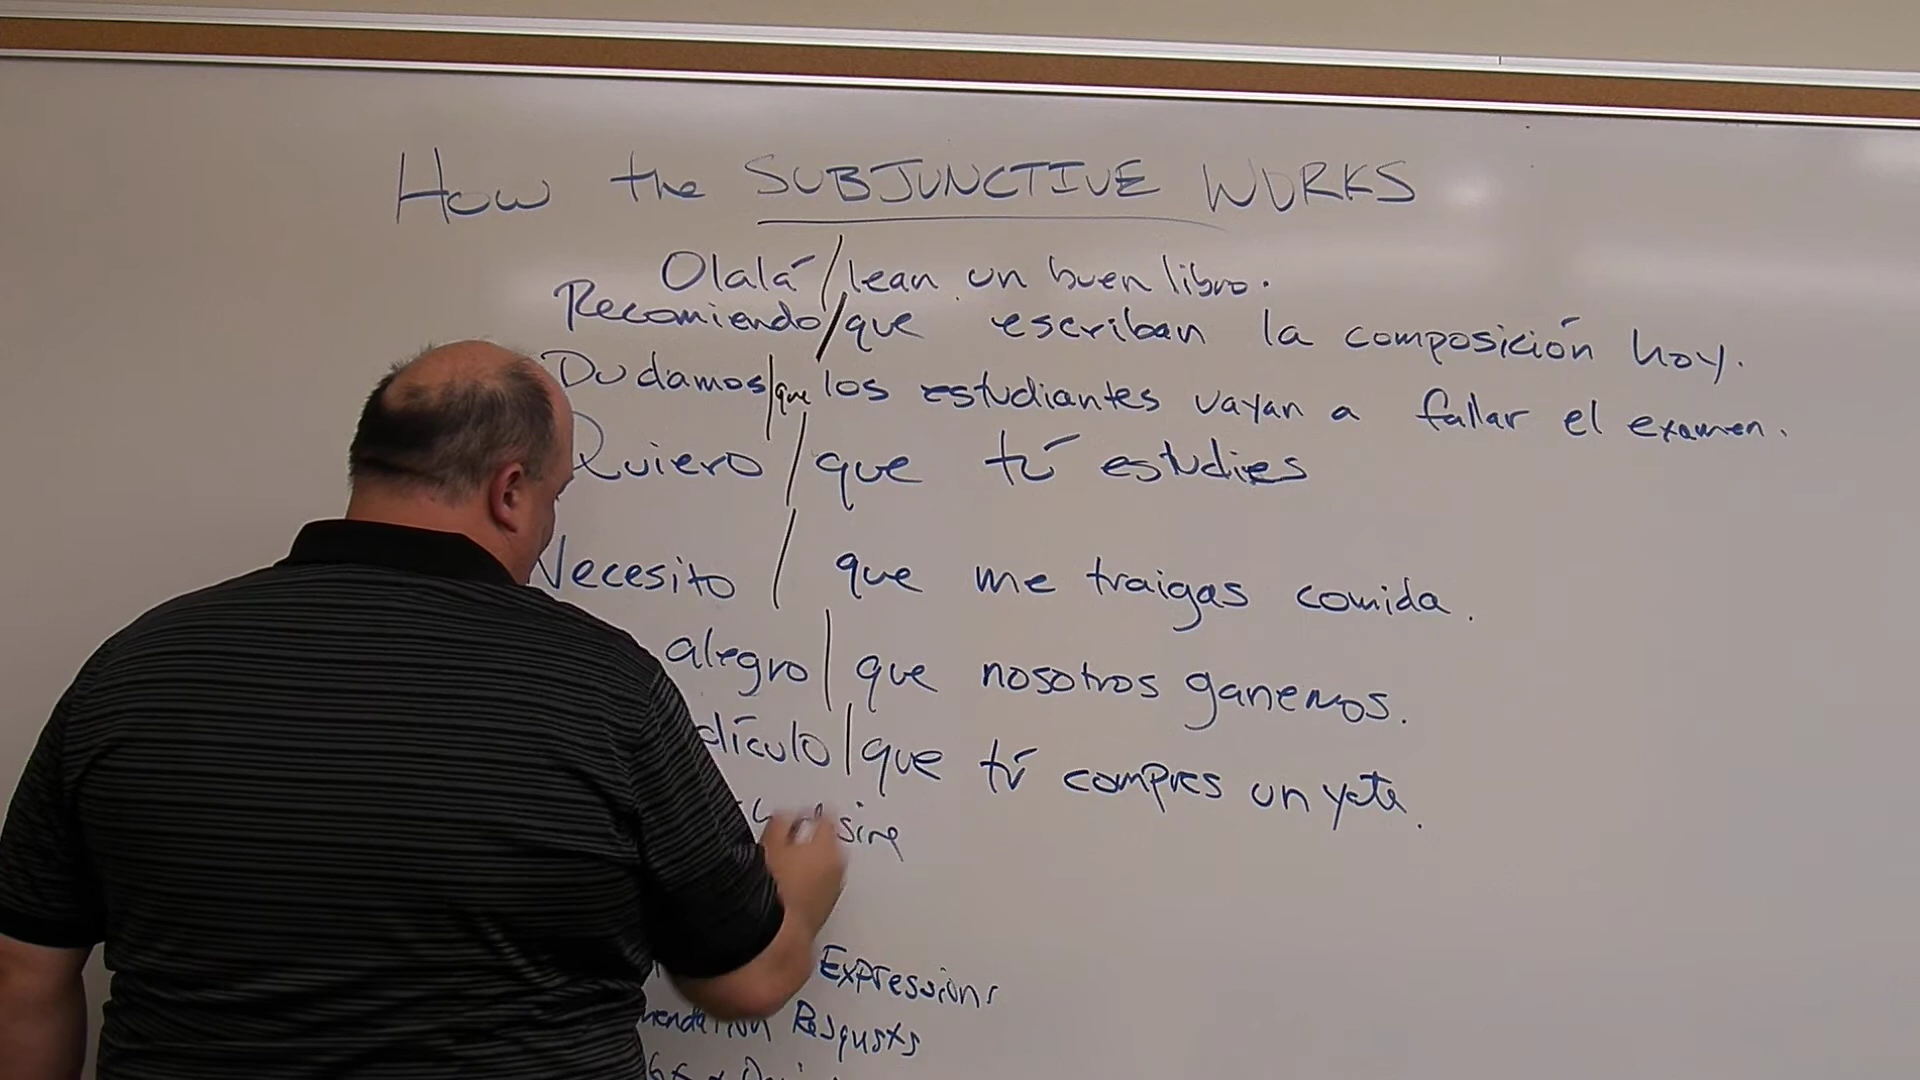 How the SUBJUNCTIVE WORKS
Olalá/lean un buen libro.
Recomiendo/que escriban la composición hoy.
Dudamos/que los estudiantes vayan a fallar el examen.
Quiero/que tú estudies
Necesito/que me traigas comida.
alegro/que nosotros ganemos.
dículo/que tú compres un yate.
Expressions